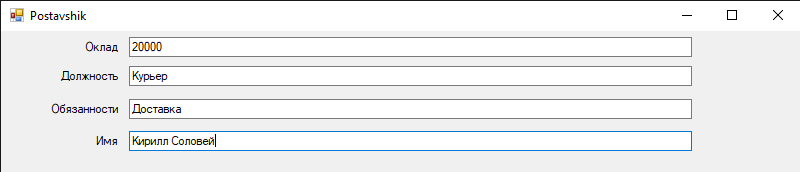 Postavshik
Оклад 20000
Должность Курьер
Обязанности Доставка
Имя Кирилл Соловей